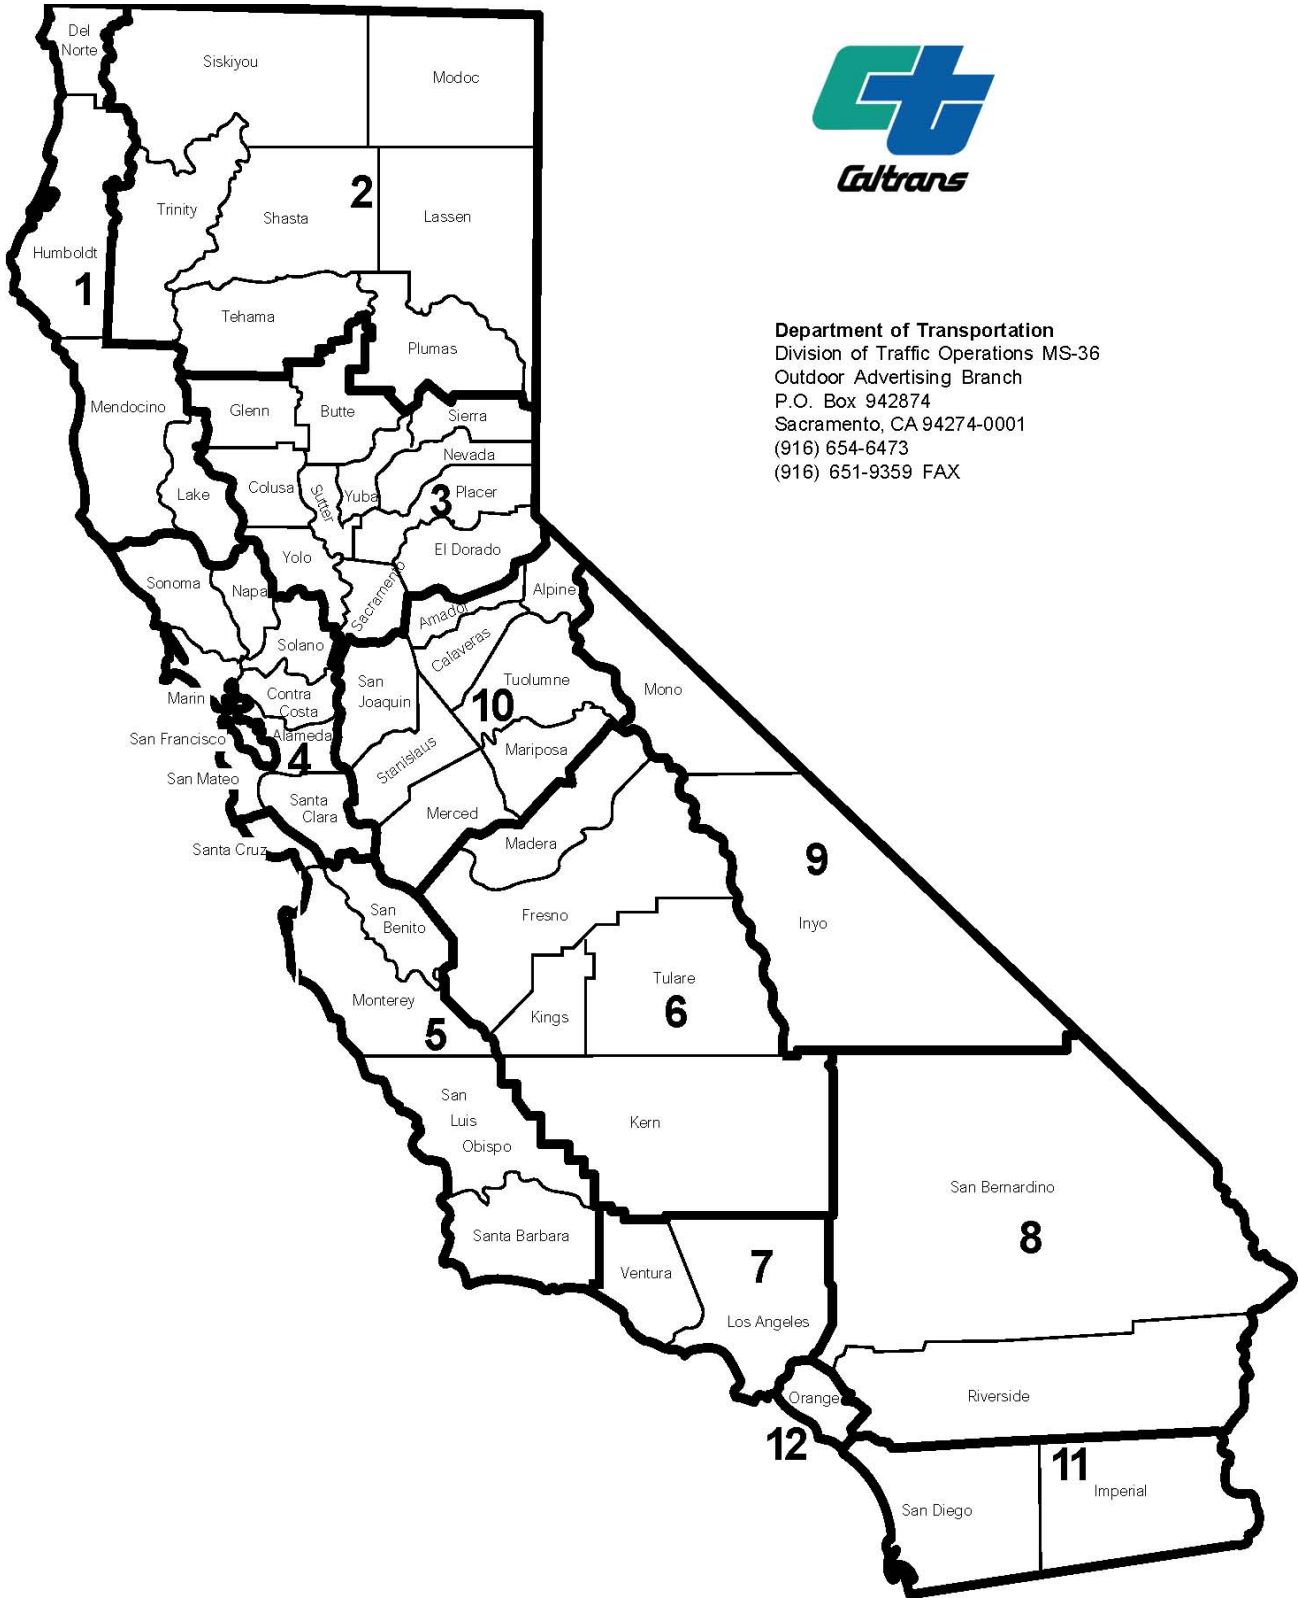 Del
Norte
Siskiyou
Modoc
Caltrans
Trinity
Shasta
2
Lassen
Humboldt
1
Tehama
Plumas
Department of Transportation
Division of Traffic Operations MS-36
Outdoor Advertising Branch
P.O. Box 942874
Sacramento, CA 94274-0001
(916) 654-6473
(916) 651-9359 FAX
Mendocino
Glenn
Butte
Sierra
Nevada
Lake
Colusa
Sutter
Yuba
3
Placer
Yolo
El Dorado
Sonoma
Napa
Sacramento
Amador
Alpine
Solano
Calaveras
Marin
Contra
Costa
San
Joaquin
Tuolumne
Mono
10
San Francisco
Alameda
4
Stanislaus
Mariposa
San Mateo
Santa
Clara
Merced
Santa Cruz
Madera
9
San
Benito
Fresno
Inyo
Monterey
5
Kings
Tulare
6
San
Luis
Obispo
Kern
San Bernardino
8
Santa Barbara
Ventura
7
Los Angeles
Orange
12
Riverside
11
Imperial
San Diego